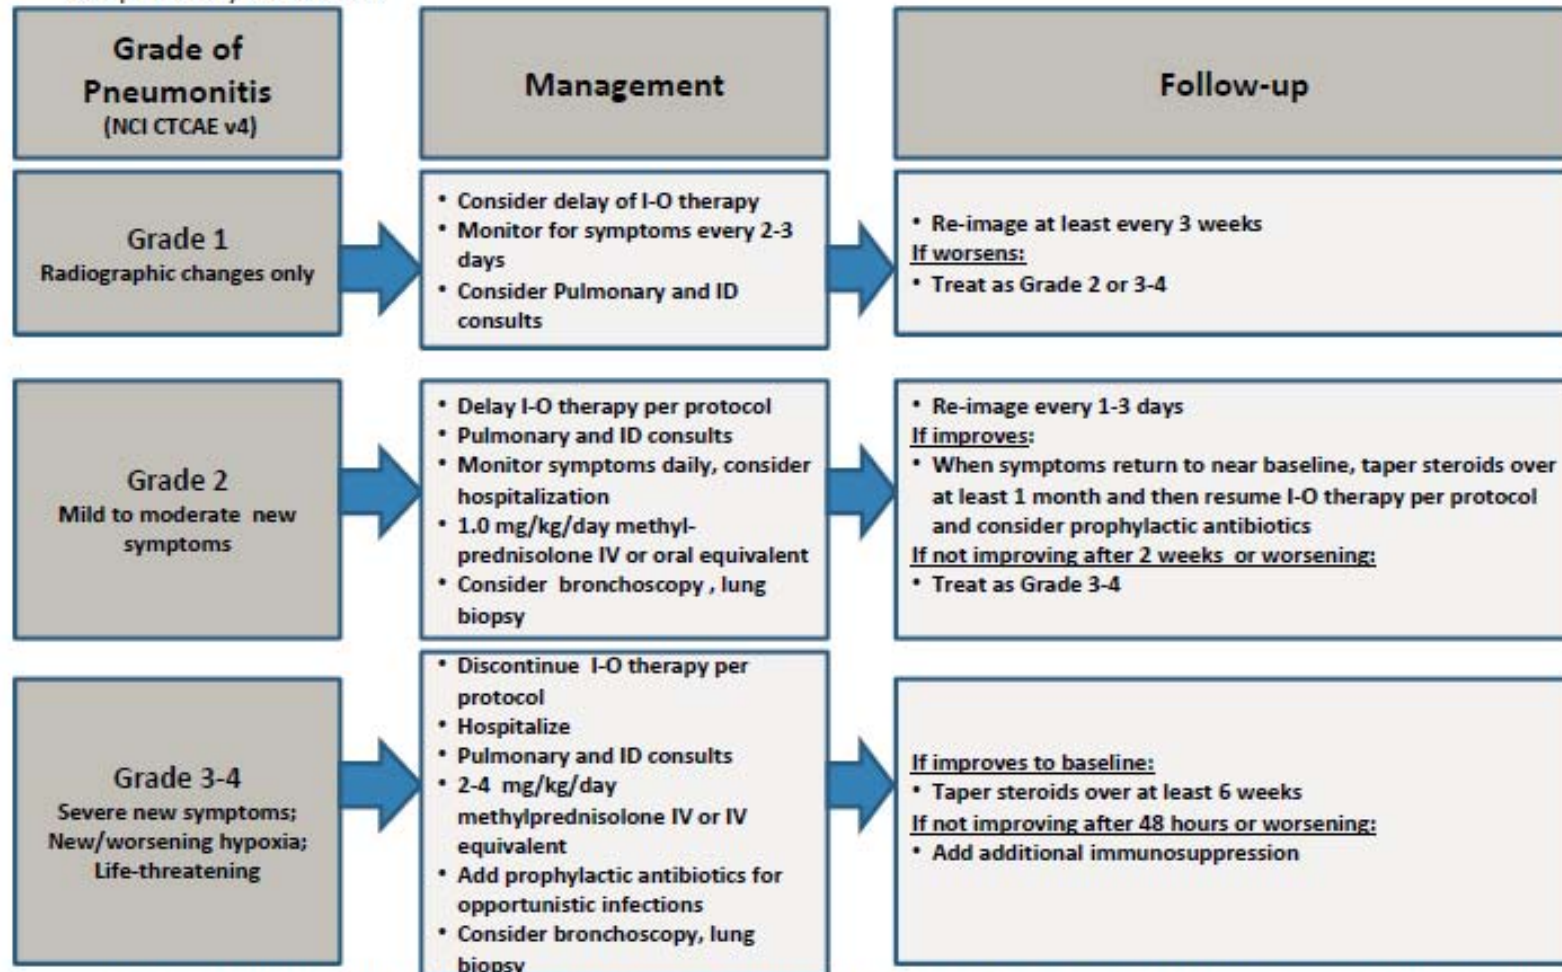 Grade of
Pneumonitis
(NCI CTCAE v4)
Management
Follow-up
Grade 1
Radiographic changes only
• Consider delay of I-O therapy
• Monitor for symptoms every 2-3
days
• Consider Pulmonary and ID
consults
• Re-image at least every 3 weeks
If worsens:
• Treat as Grade 2 or 3-4
Grade 2
Mild to moderate new
symptoms
• Delay I-O therapy per protocol
• Pulmonary and ID consults
• Monitor symptoms daily, consider
hospitalization
• 1.0 mg/kg/day methyl-
prednisolone IV or oral equivalent
• Consider bronchoscopy , lung
biopsy
• Re-image every 1-3 days
If improves:
• When symptoms return to near baseline, taper steroids over
at least 1 month and then resume I-O therapy per protocol
and consider prophylactic antibiotics
If not improving after 2 weeks or worsening:
• Treat as Grade 3-4
Grade 3-4
Severe new symptoms;
New/worsening hypoxia;
Life-threatening
• Discontinue I-O therapy per
protocol
• Hospitalize
• Pulmonary and ID consults
• 2-4 mg/kg/day
methylprednisolone IV or IV
equivalent
• Add prophylactic antibiotics for
opportunistic infections
• Consider bronchoscopy, lung
biopsy
If improves to baseline:
• Taper steroids over at least 6 weeks
If not improving after 48 hours or worsening:
• Add additional immunosuppression